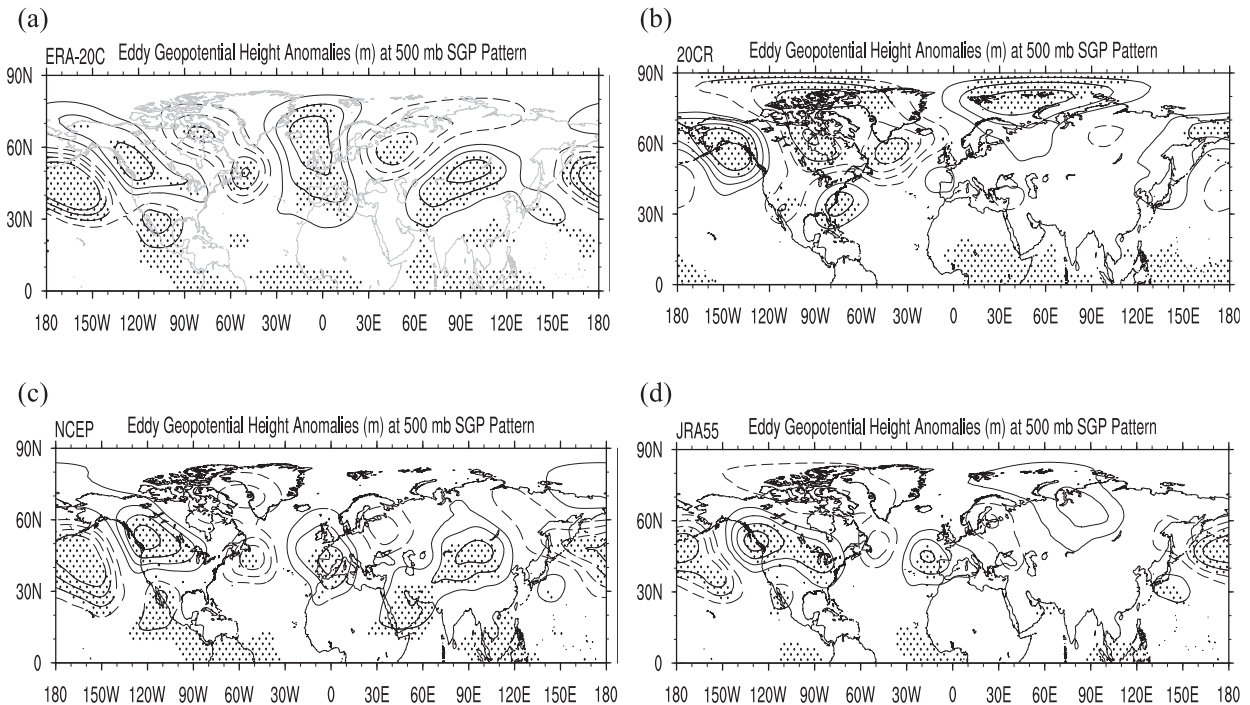 (a)
ERA-20C Eddy Geopotential Height Anomalies (m) at 500 mb SGP Pattern
90N
60N
30N
0
180 150W 120W 90W 60W 30W 0 30E 60E 90E 120E 150E 180
(b)
20CR Eddy Geopotential Height Anomalies (m) at 500 mb SGP Pattern
90N
60N
30N
0
180 150W 120W 90W 60W 30W 0 30E 60E 90E 120E 150E 180
(c)
NCEP Eddy Geopotential Height Anomalies (m) at 500 mb SGP Pattern
90N
60N
30N
0
180 150W 120W 90W 60W 30W 0 30E 60E 90E 120E 150E 180
(d)
JRA55 Eddy Geopotential Height Anomalies (m) at 500 mb SGP Pattern
90N
60N
30N
0
180 150W 120W 90W 60W 30W 0 30E 60E 90E 120E 150E 180